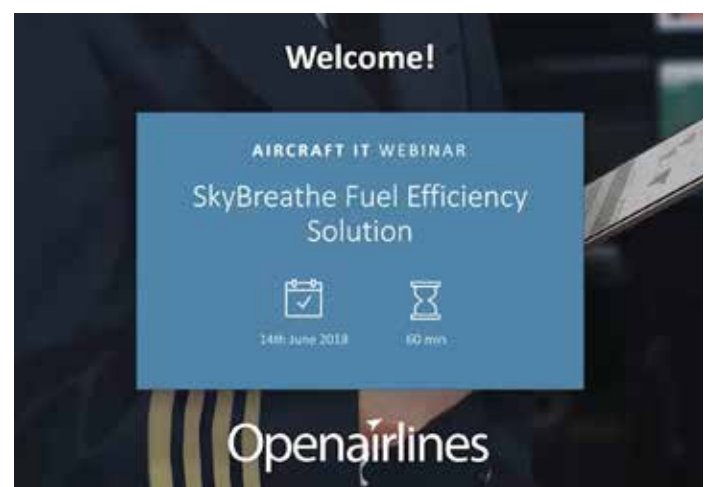 Welcome!
AIRCRAFT IT WEBINAR
SkyBreathe Fuel Efficiency
Solution
14th June 2018
60 min
Openairlines